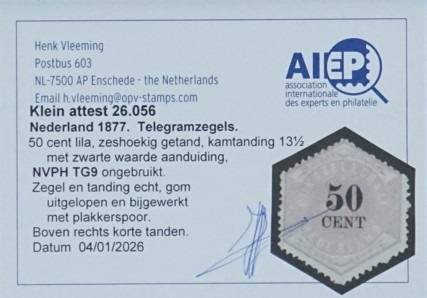 Henk Vleeming
Postbus 603
NL-7500 AP Enschede - the Netherlands
Email h.vleeming@opv-stamps.com
AIEP
association
internationale
des experts en philatelie
Klein attest 26.056
Nederland 1877. Telegramzegels.
50 cent lila, zeshoekig getand, kamtanding 13½
met zwarte waarde aanduiding,
NVPH TG9 ongebruikt.
Zegel en tanding echt, gom
uitgelopen en bijgewerkt
met plakkerspoor.
Boven rechts korte tanden.
Datum 04/01/2026
50
CENT